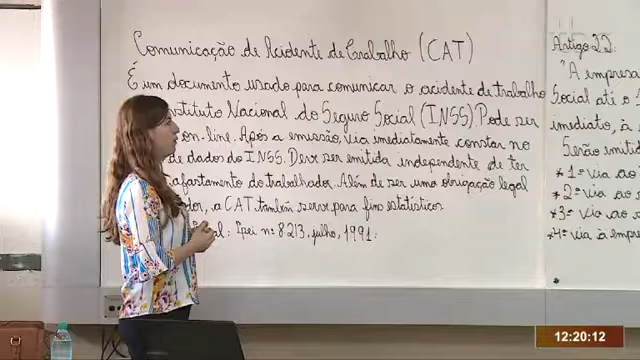 Comunicação de Acidente de Trabalho (CAT)
É um documento usado para comunicar o acidente de trabalho
Instituto Nacional do Seguro Social (INSS) Pode ser
on-line. Após a emissão, via imediatamente constar no
de dados do INSS. Deve ser emitida independente de ter
afastamento do trabalhador. Além de ser uma obrigação legal
a CAT também serve para fins estatísticos
Lei nº 8213, julho, 1991.
Artigo 22.
"A empresa
Social até o
imediato, à
Serão emitid
* 1ª via ao
* 2ª via ao
* 3ª via ao
* 4ª via à empre
12:20:12